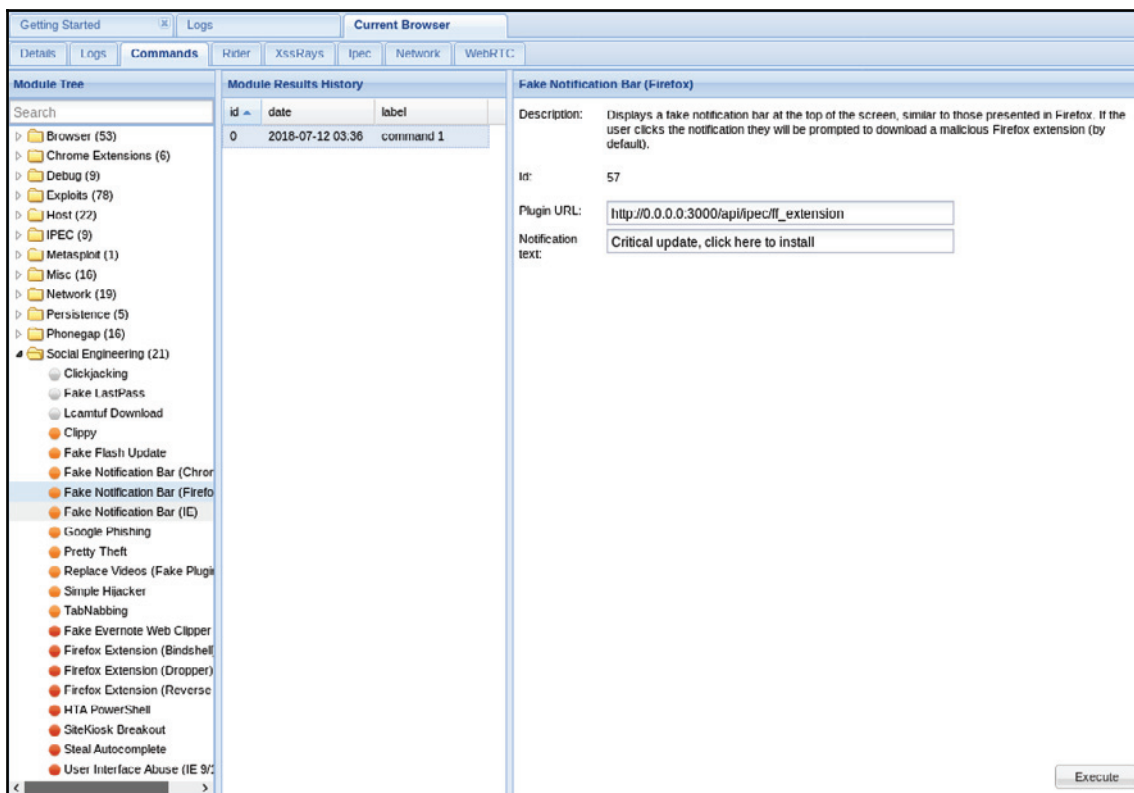 Getting Started
Logs
Current Browser
Details
Logs
Commands
Rider
XssRays
Ipec
Network
WebRTC
Module Tree
Search
Browser (53)
Chrome Extensions (6)
Debug (9)
Exploits (78)
Host (22)
IPEC (9)
Metasploit (1)
Misc (16)
Network (19)
Persistence (5)
Phonegap (16)
Social Engineering (21)
Clickjacking
Fake LastPass
Lcamtuf Download
Clippy
Fake Flash Update
Fake Notification Bar (Chror
Fake Notification Bar (Firefo
Fake Notification Bar (IE)
Google Phishing
Pretty Theft
Replace Videos (Fake Plugi
Simple Hijacker
TabNabbing
Fake Evernote Web Clipper
Firefox Extension (Bindshell
Firefox Extension (Dropper)
Firefox Extension (Reverse
HTA PowerShell
SiteKiosk Breakout
Steal Autocomplete
User Interface Abuse (IE 9/1
Module Results History
id date label
0 2018-07-12 03:36 command 1
Fake Notification Bar (Firefox)
Description: Displays a fake notification bar at the top of the screen, similar to those presented in Firefox. If the
user clicks the notification they will be prompted to download a malicious Firefox extension (by
default).
Id: 57
Plugin URL: http://0.0.0.0:3000/api/ipec/ff_extension
Notification text: Critical update, click here to install
Execute